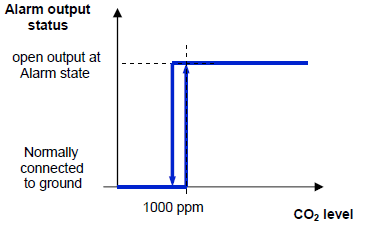 Alarm output
status
open output at
Alarm state
Normally
connected
to ground
1000 ppm
CO₂ level